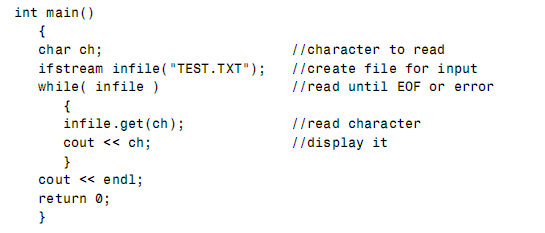 int main()
{
char ch; //character to read
ifstream infile("TEST.TXT"); //create file for input
while( infile ) //read until EOF or error
{
infile.get(ch); //read character
cout << ch; //display it
}
cout << endl;
return 0;
}